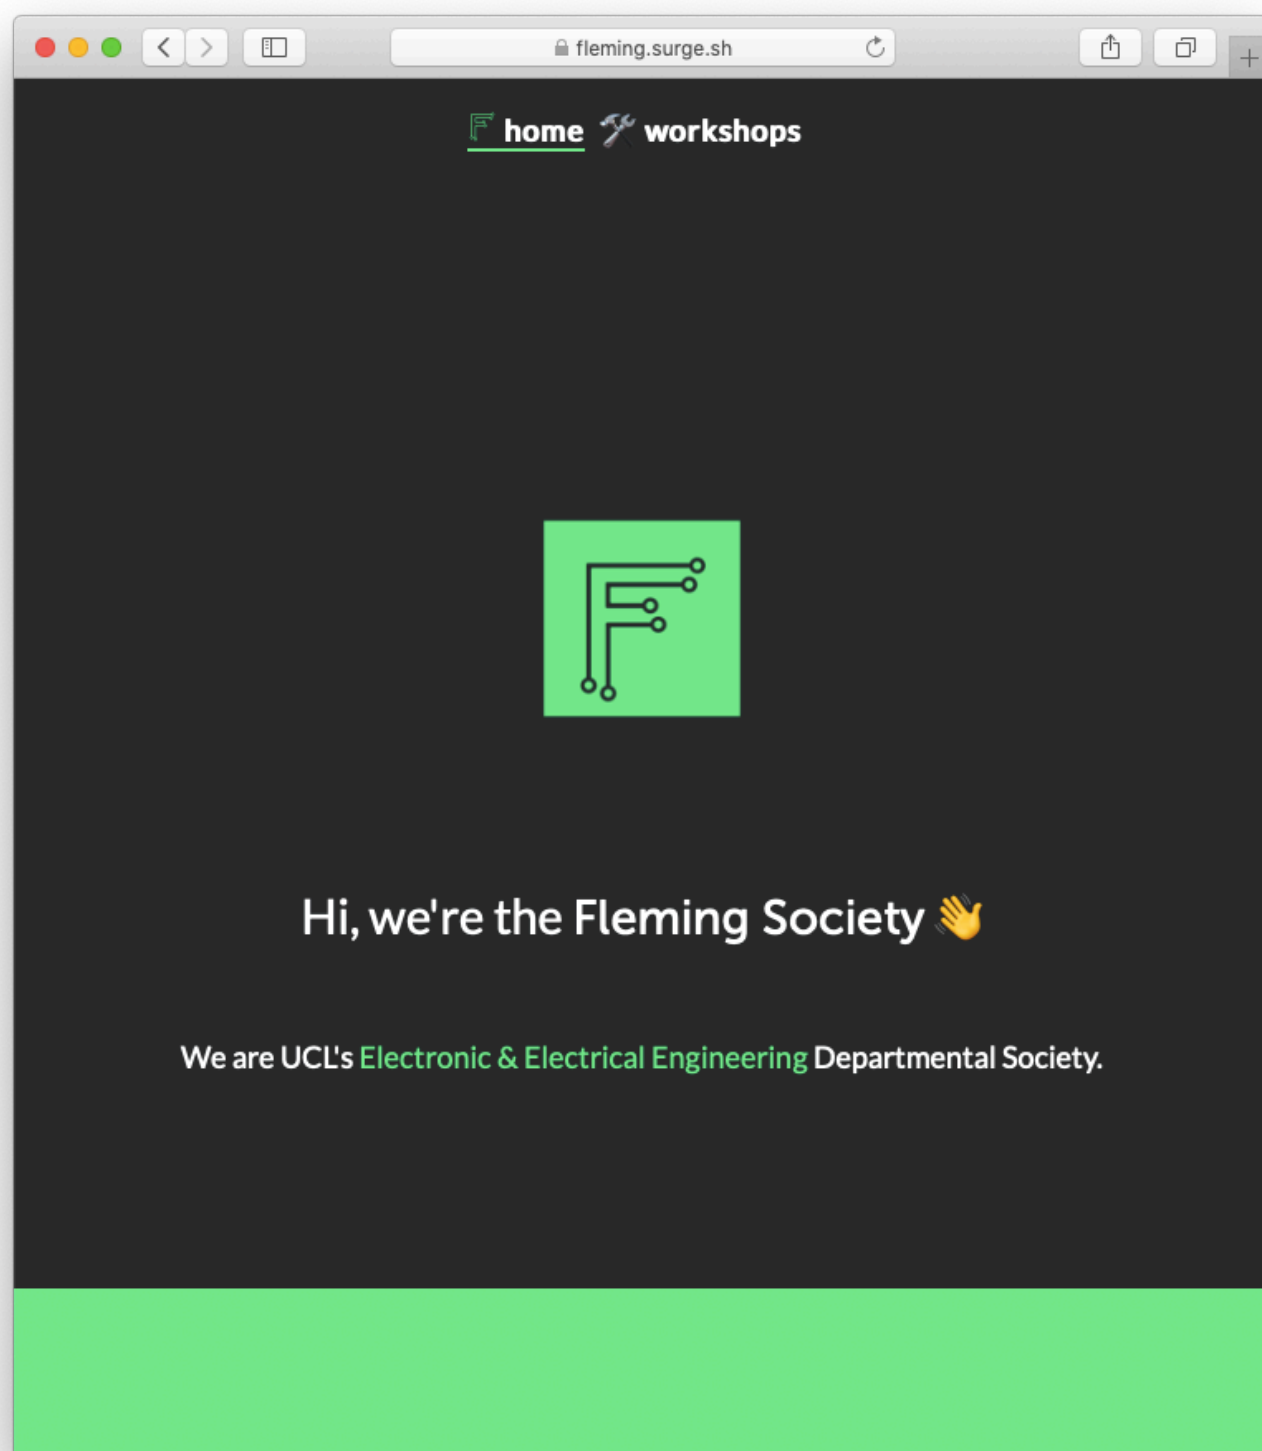 fleming.surge.sh
home 🛠 workshops
F
Hi, we're the Fleming Society 👋
We are UCL's Electronic & Electrical Engineering Departmental Society.